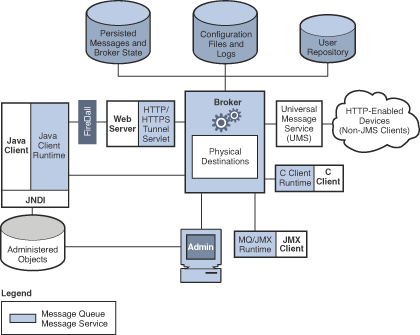 Persisted
Messages and
Broker State
Configuration
Files and
Logs
User
Repository
Java
Client
Java
Client
Runtime
JNDI
FireWall
Web
Server
HTTP/
HTTPS
Tunnel
Servlet
Broker
Physical
Destinations
Universal
Message
Service
(UMS)
HTTP-Enabled
Devices
(Non-JMS Clients)
C Client
Runtime
C
Client
Administered
Objects
Admin
MQ/JMX
Runtime
JMX
Client
Legend
Message Queue
Message Service